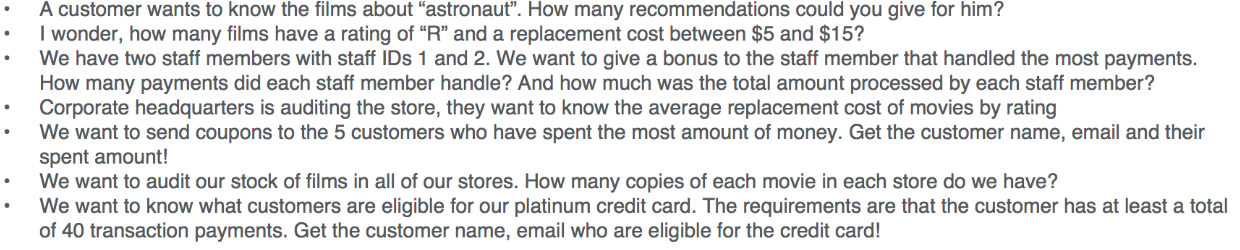 • A customer wants to know the films about “astronaut”. How many recommendations could you give for him?
• I wonder, how many films have a rating of “R” and a replacement cost between $5 and $15?
• We have two staff members with staff IDs 1 and 2. We want to give a bonus to the staff member that handled the most payments.
How many payments did each staff member handle? And how much was the total amount processed by each staff member?
• Corporate headquarters is auditing the store, they want to know the average replacement cost of movies by rating
• We want to send coupons to the 5 customers who have spent the most amount of money. Get the customer name, email and their
spent amount!
• We want to audit our stock of films in all of our stores. How many copies of each movie in each store do we have?
• We want to know what customers are eligible for our platinum credit card. The requirements are that the customer has at least a total
of 40 transaction payments. Get the customer name, email who are eligible for the credit card!